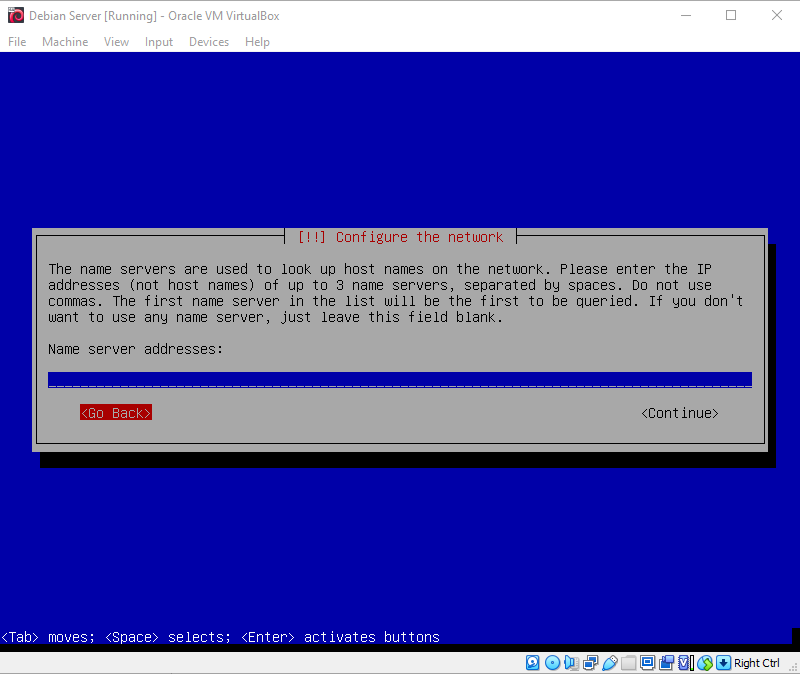 Debian Server [Running] - Oracle VM VirtualBox
File Machine View Input Devices Help
[!!] Configure the network
The name servers are used to look up host names on the network. Please enter the IP
addresses (not host names) of up to 3 name servers, separated by spaces. Do not use
commas. The first name server in the list will be the first to be queried. If you don't
want to use any name server, just leave this field blank.
Name server addresses:
<Go Back> <Continue>
<Tab> moves; <Space> selects; <Enter> activates buttons
Right Ctrl